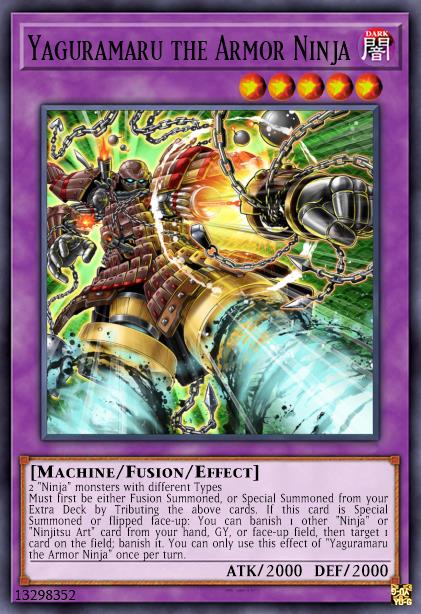 Yaguramaru the Armor Ninja
DARK
闇
[Machine/Fusion/Effect]
2 "Ninja" monsters with different Types
Must first be either Fusion Summoned, or Special Summoned from your
Extra Deck by Tributing the above cards. If this card is Special
Summoned or flipped face-up: You can banish 1 other "Ninja" or
"Ninjitsu Art" card from your hand, GY, or face-up field, then target 1
card on the field; banish it. You can only use this effect of "Yaguramaru
the Armor Ninja" once per turn.
ATK/2000 DEF/2000
13298352